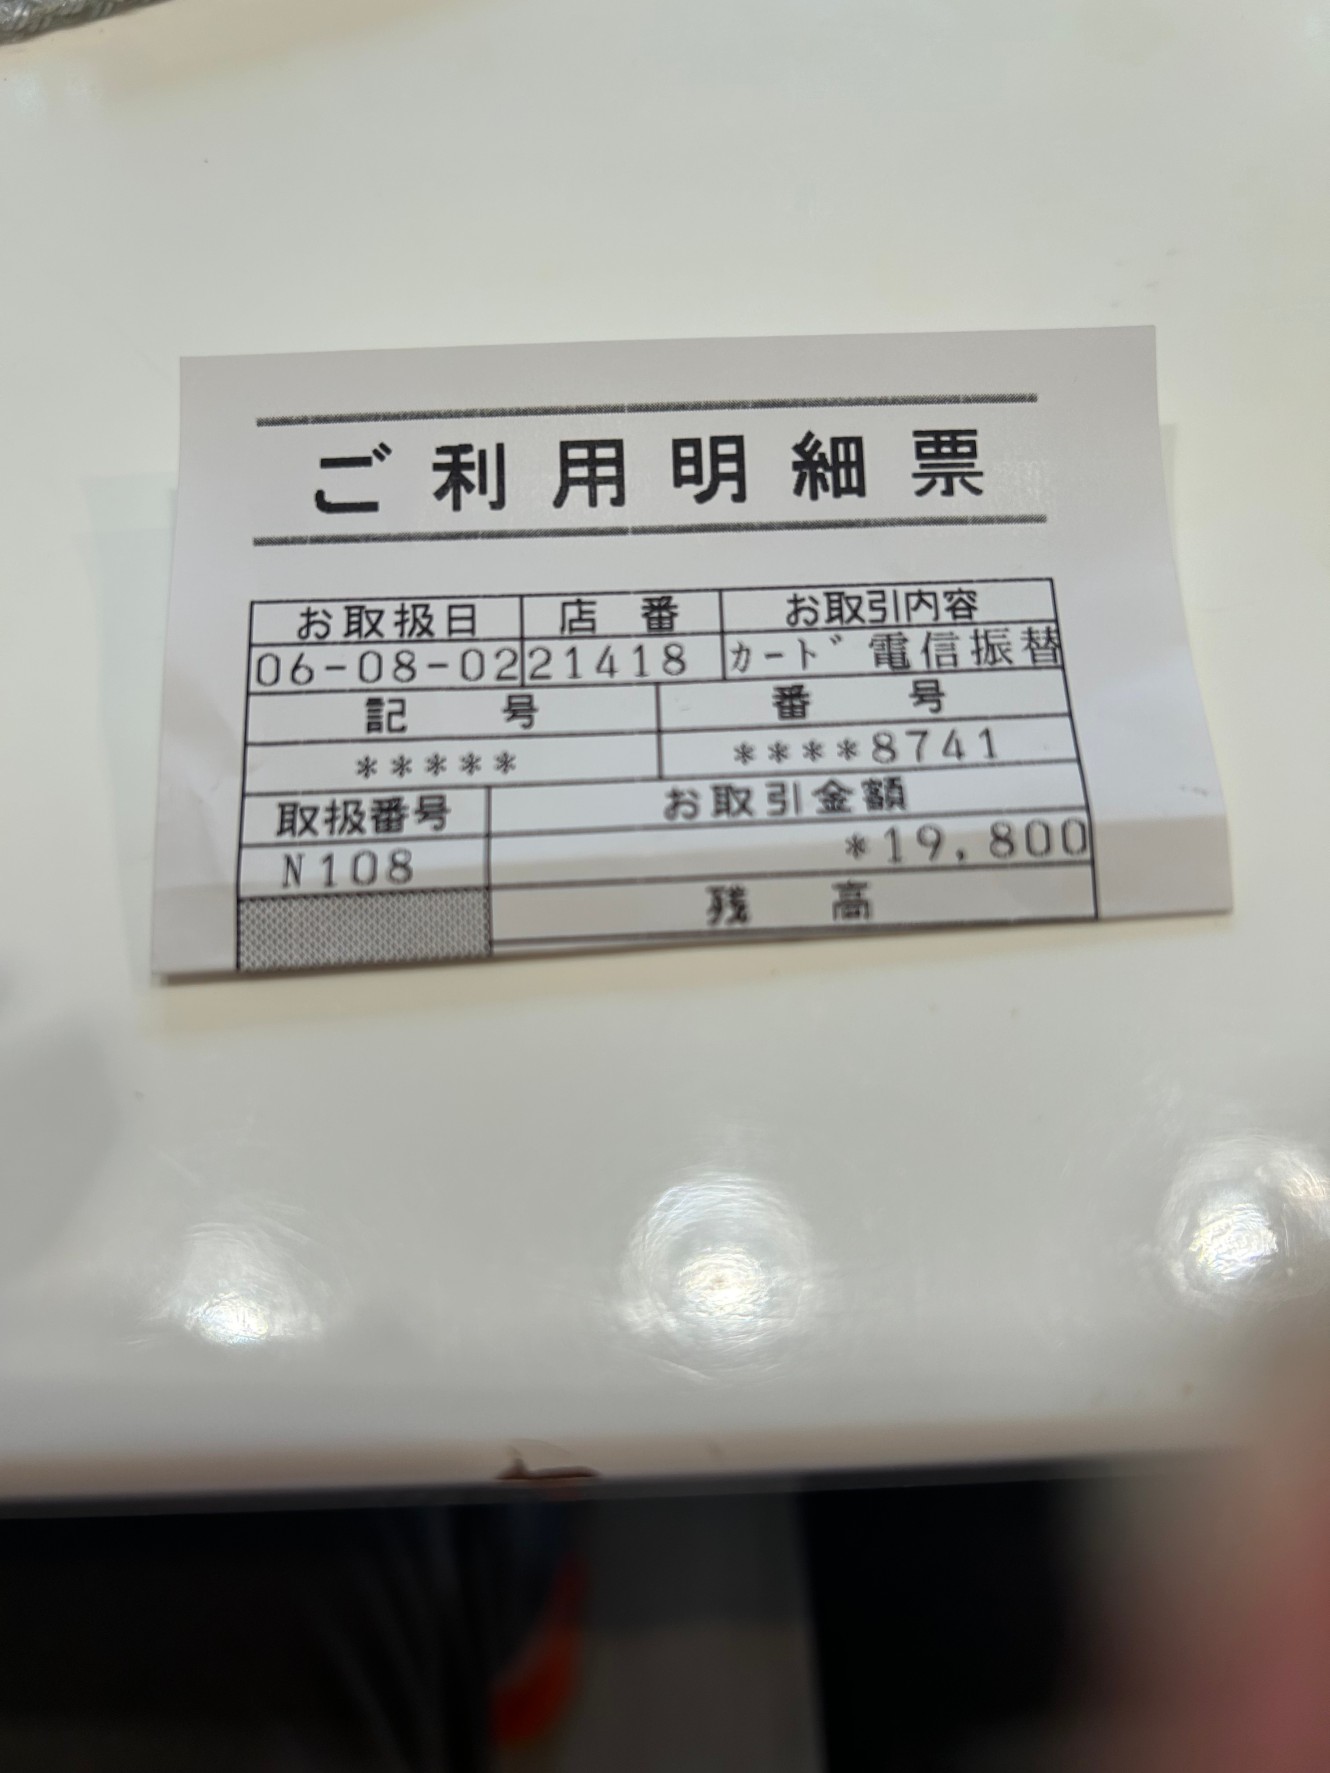 ご利用明細票
お取扱日 店番 お取引内容
06-08-02 21418 カード電信振替
記号 番号
***** ****8741
取扱番号 お取引金額
N108 *19,800
残高